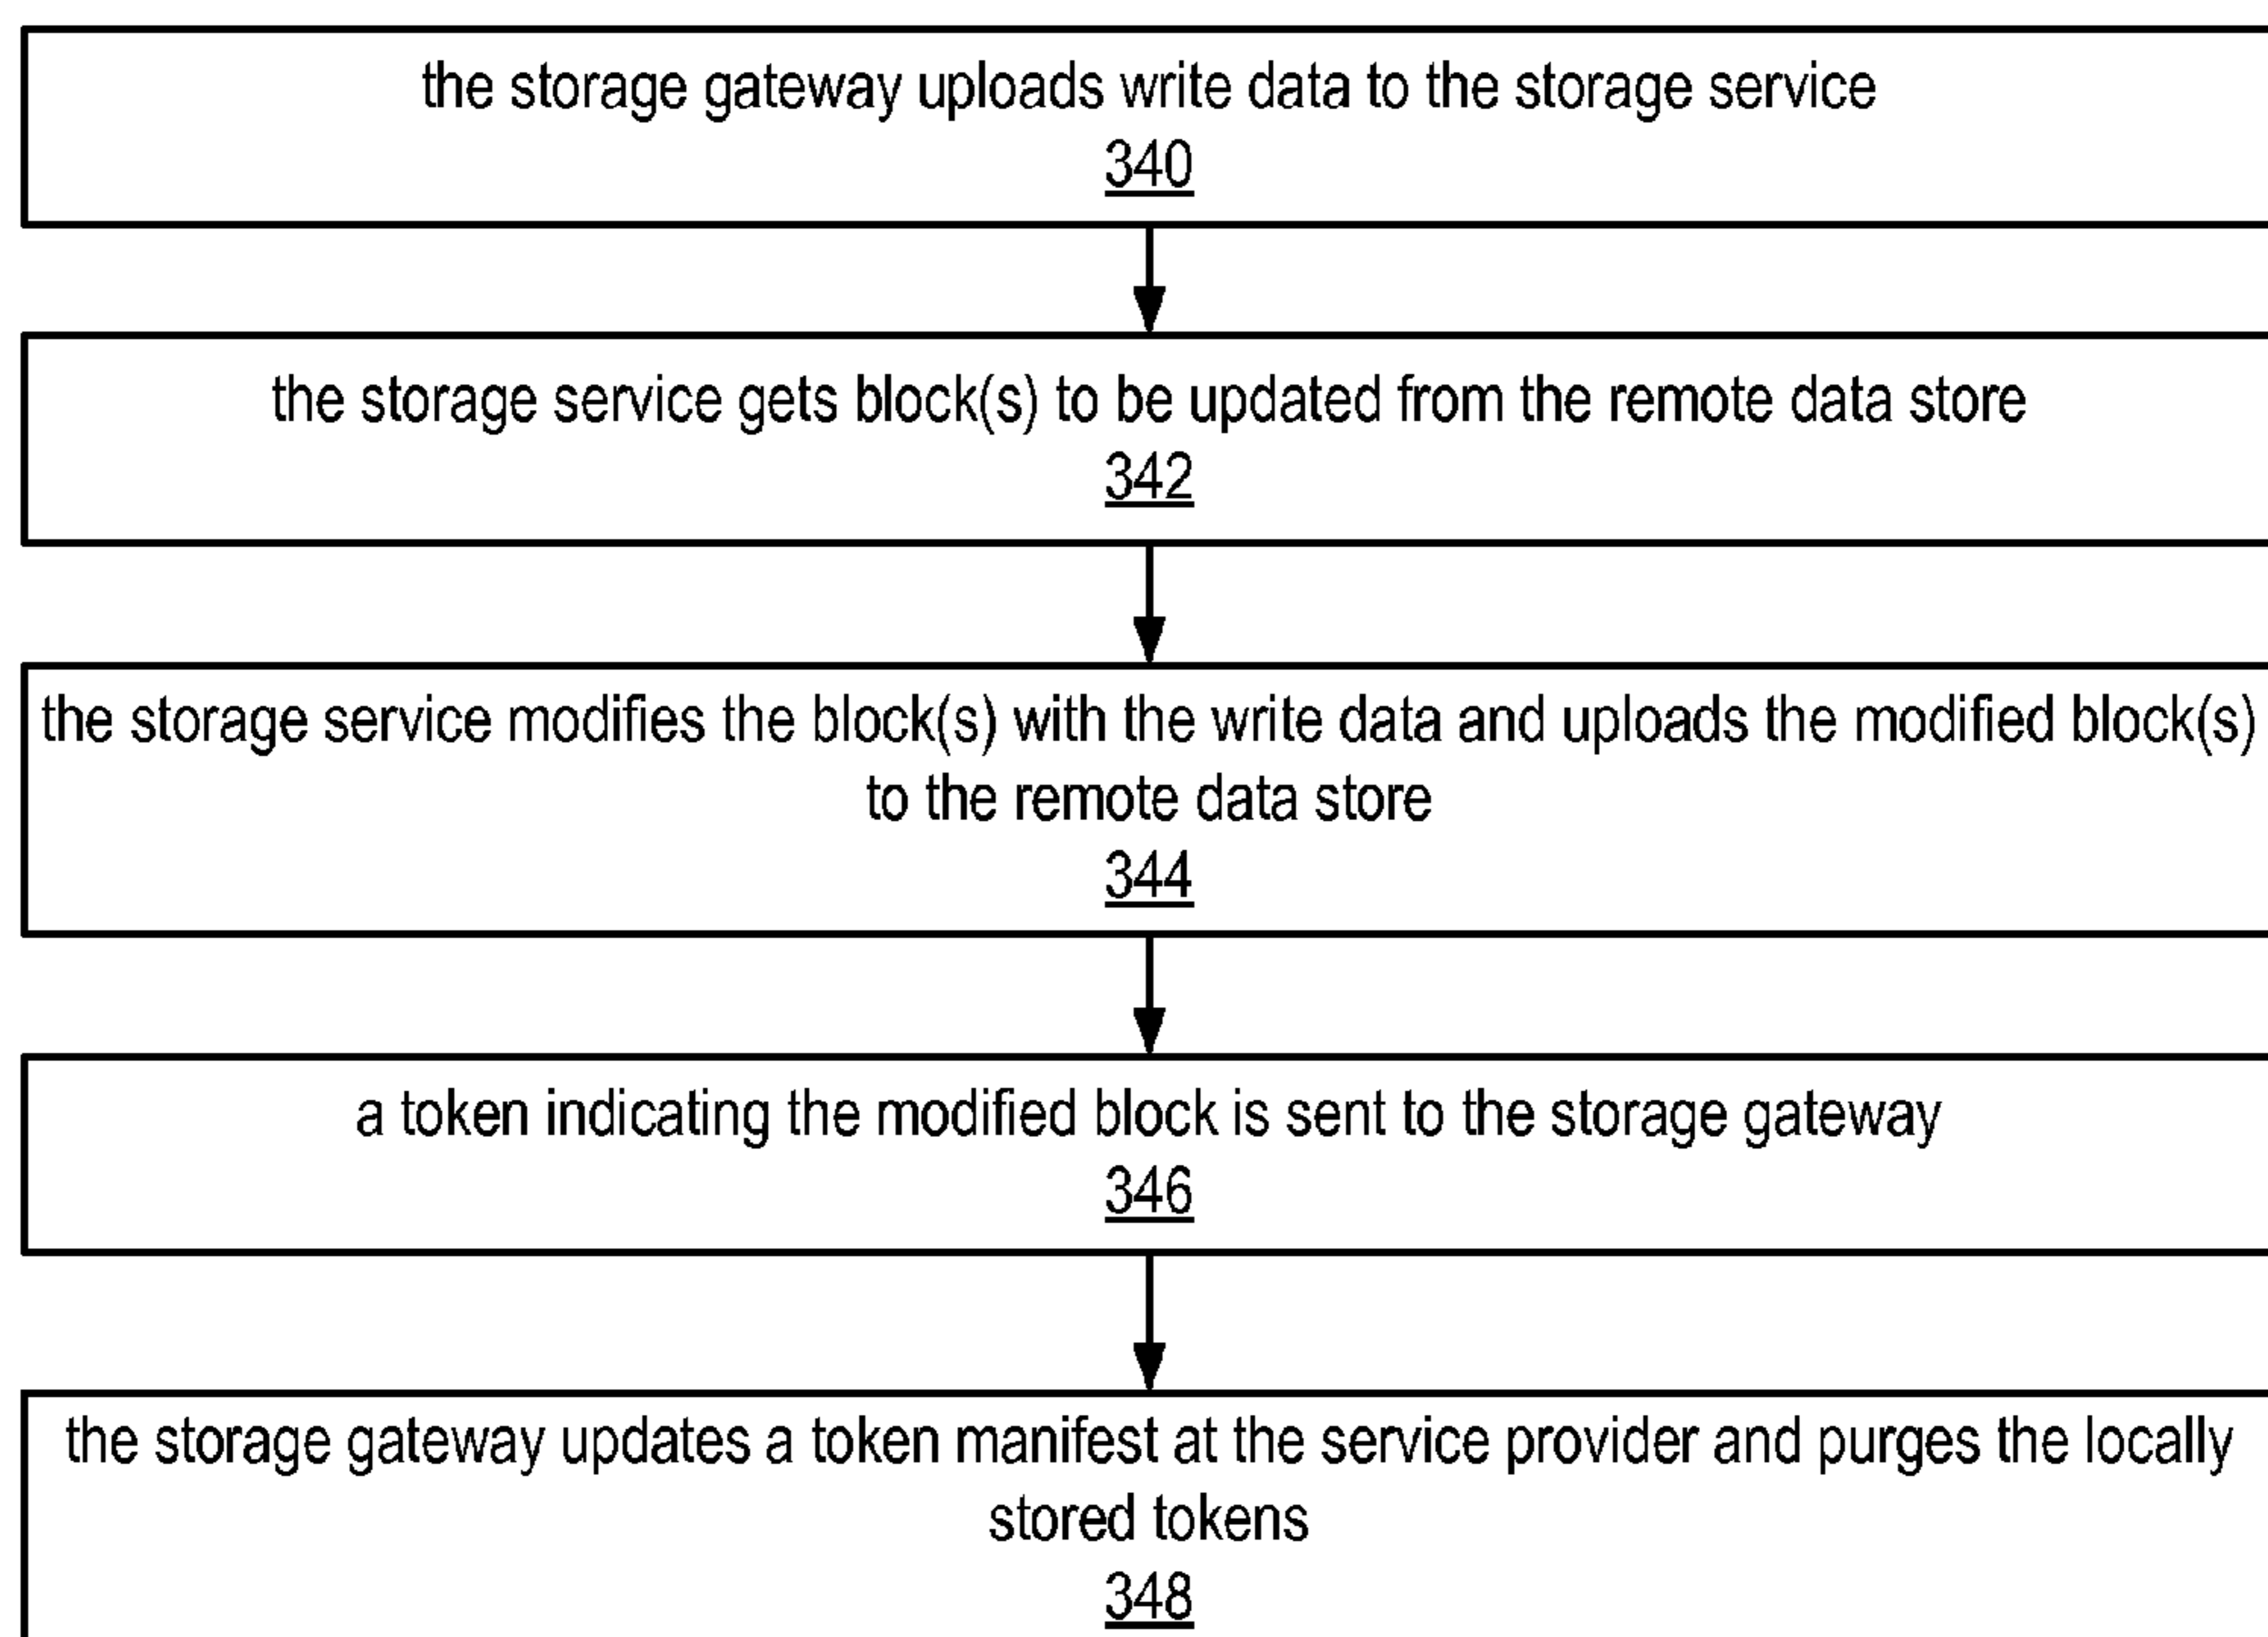 the storage gateway uploads write data to the storage service
340
the storage service gets block(s) to be updated from the remote data store
342
the storage service modifies the block(s) with the write data and uploads the modified block(s)
to the remote data store
344
a token indicating the modified block is sent to the storage gateway
346
the storage gateway updates a token manifest at the service provider and purges the locally
stored tokens
348